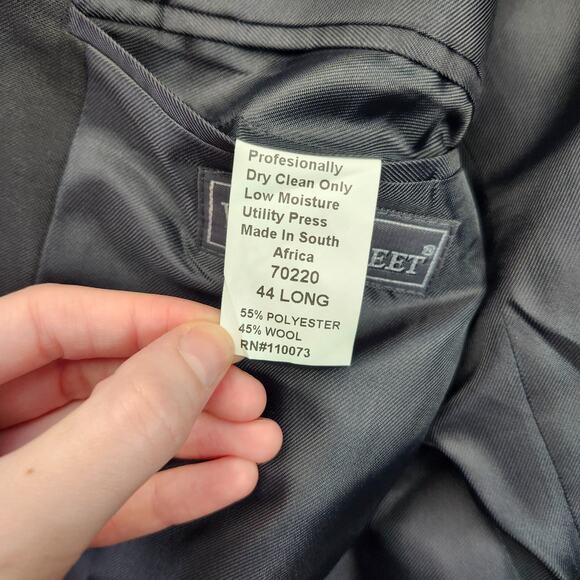 Profesionally
Dry Clean Only
Low Moisture
Utility Press
Made In South
Africa
70220
44 LONG
55% POLYESTER
45% WOOL
RN#110073